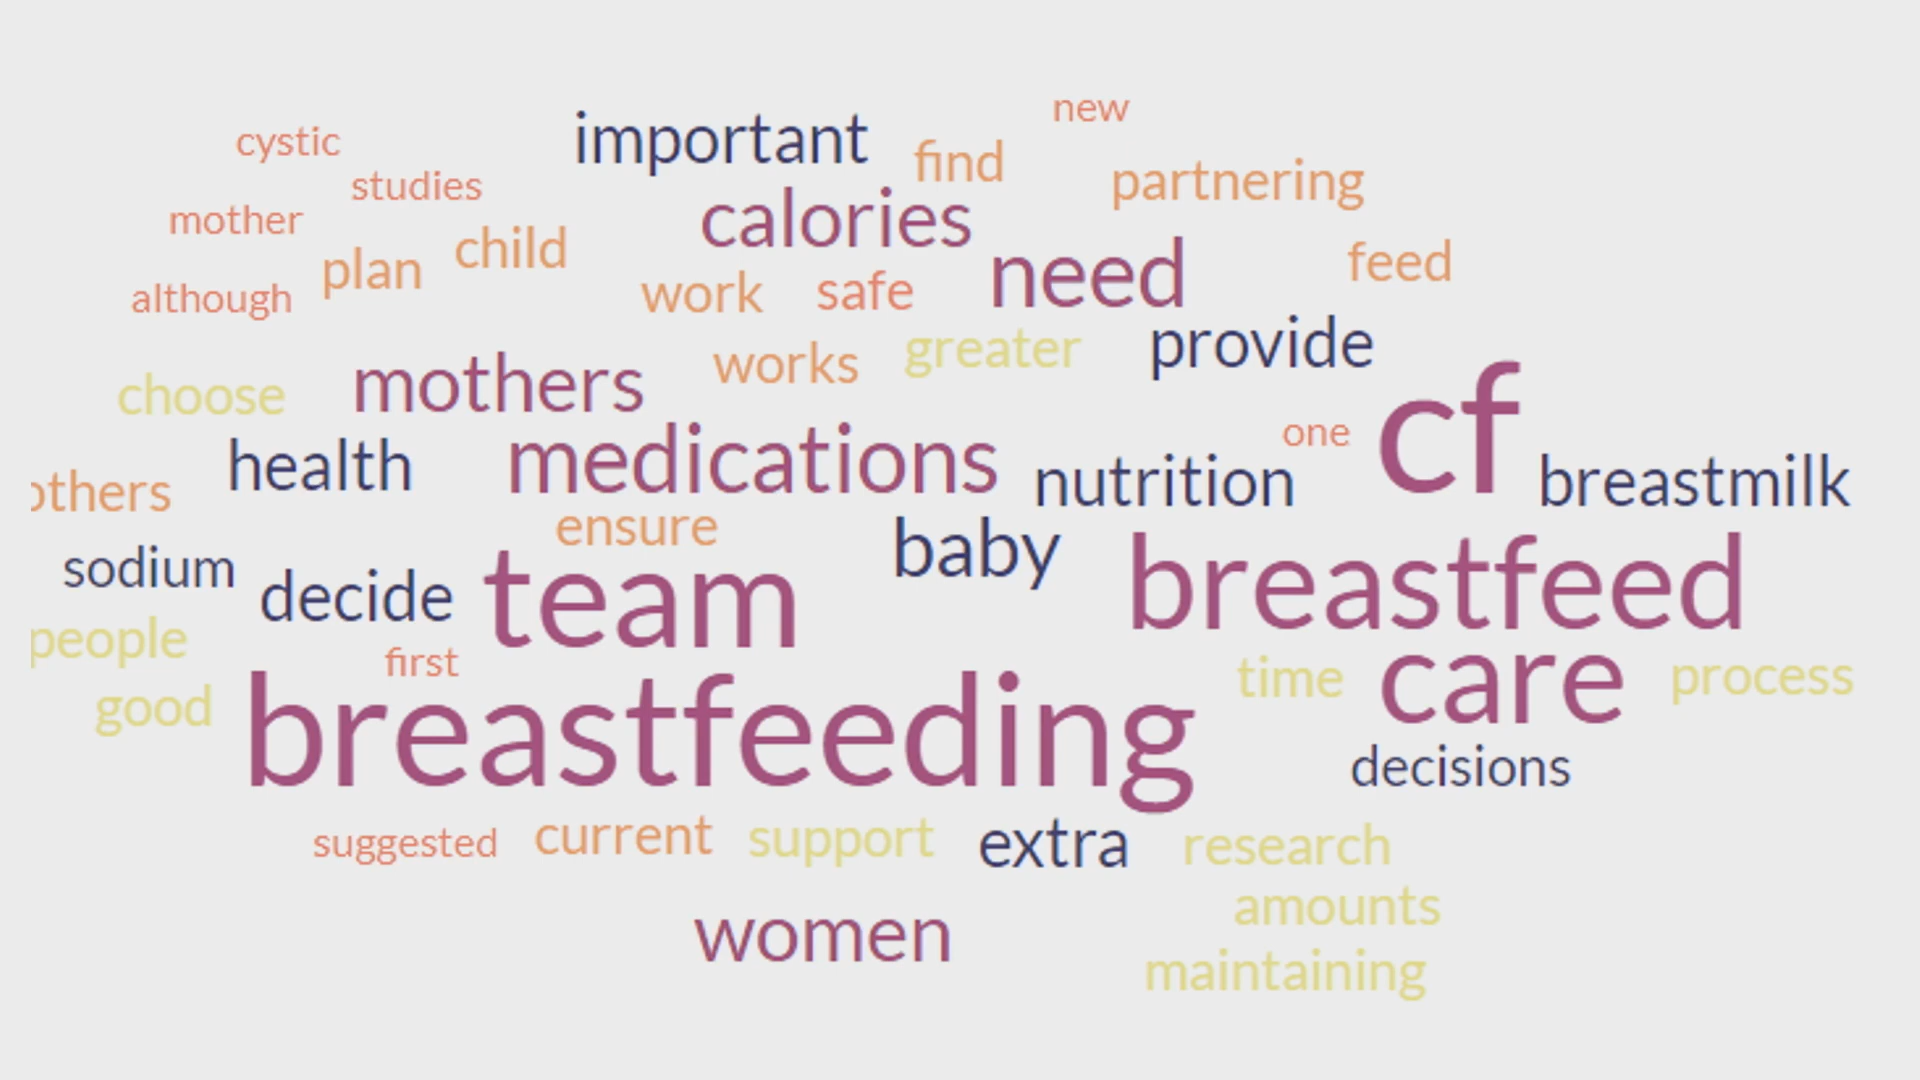 new
important
cystic
find
studies
partnering
mother
calories
child
plan
need
feed
although
work
safe
provide
works
greater
choose
mothers
cf
one
health
medications
nutrition
breastmilk
others
ensure
baby
sodium
decide
team
breastfeed
people
first
time
care
process
good
breastfeeding
decisions
suggested
current
support
extra
research
amounts
women
maintaining